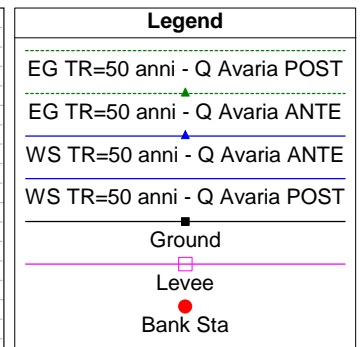 Legend
EG TR=50 anni - Q Avaria POST
EG TR=50 anni - Q Avaria ANTE
WS TR=50 anni - Q Avaria ANTE
WS TR=50 anni - Q Avaria POST
Ground
Levee
Bank Sta